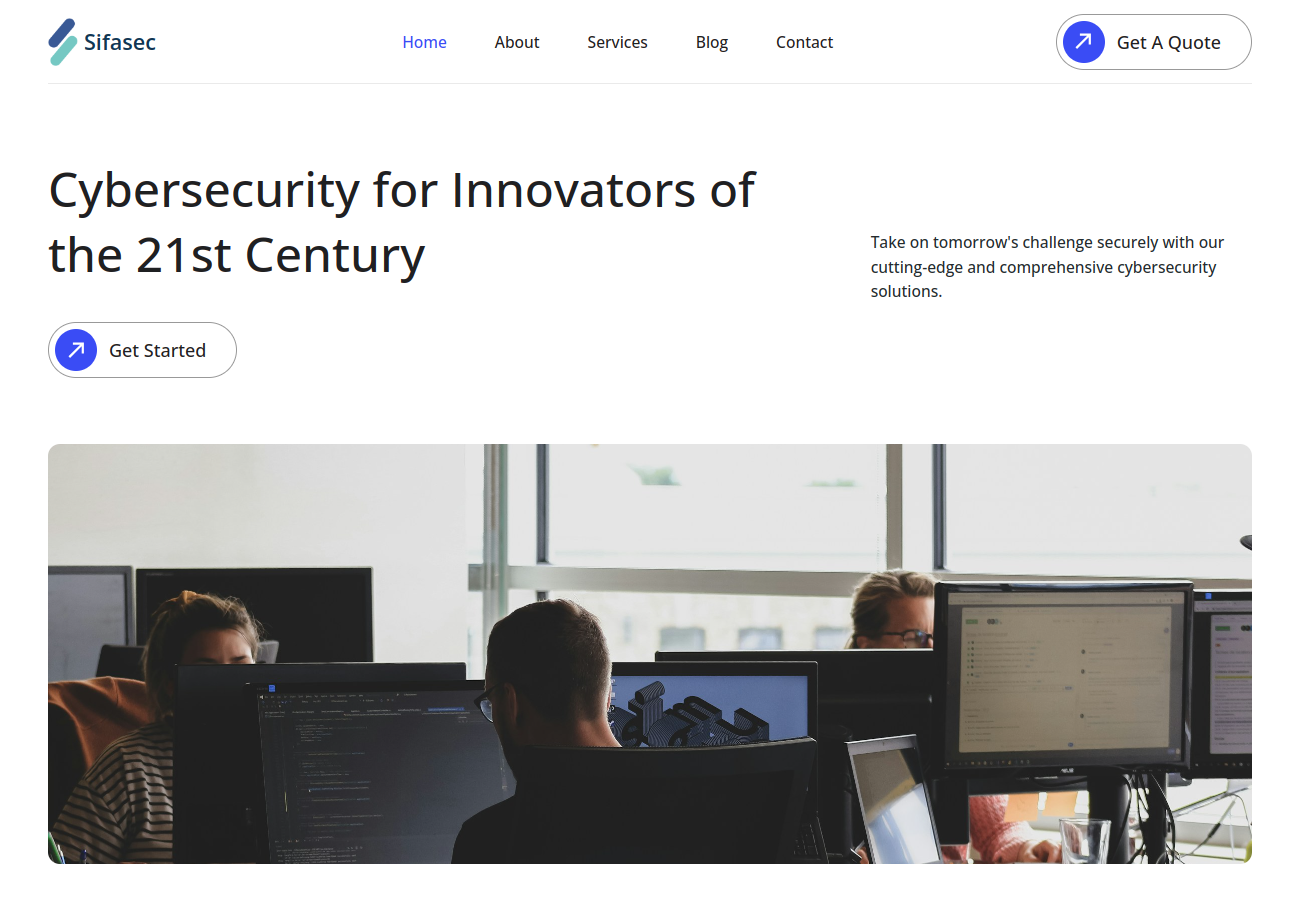 Sifasec
Home
About
Services
Blog
Contact
Get A Quote
Cybersecurity for Innovators of
the 21st Century
Take on tomorrow's challenge securely with our
cutting-edge and comprehensive cybersecurity
solutions.
Get Started